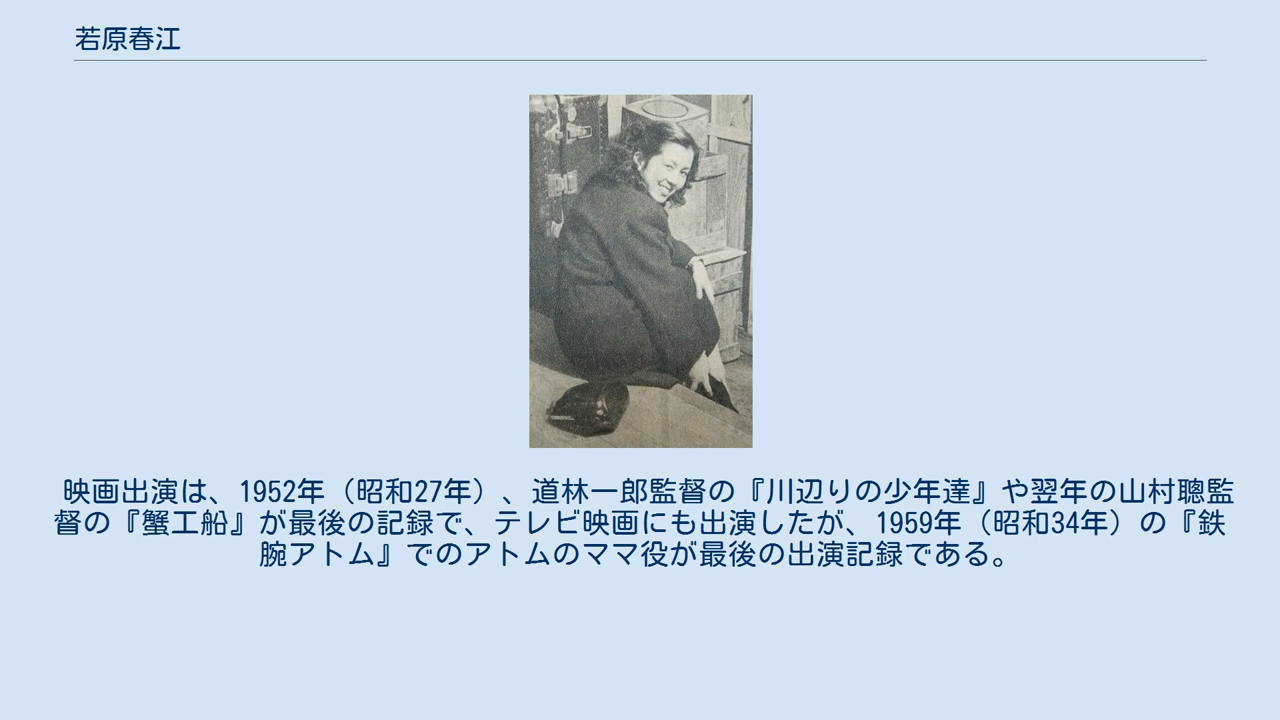 若原春江
映画出演は、1952年（昭和27年）、道林一郎監督の『川辺りの少年達』や翌年の山村聰監
督の『蟹工船』が最後の記録で、テレビ映画にも出演したが、1959年（昭和34年）の『鉄
腕アトム』でのアトムのママ役が最後の出演記録である。